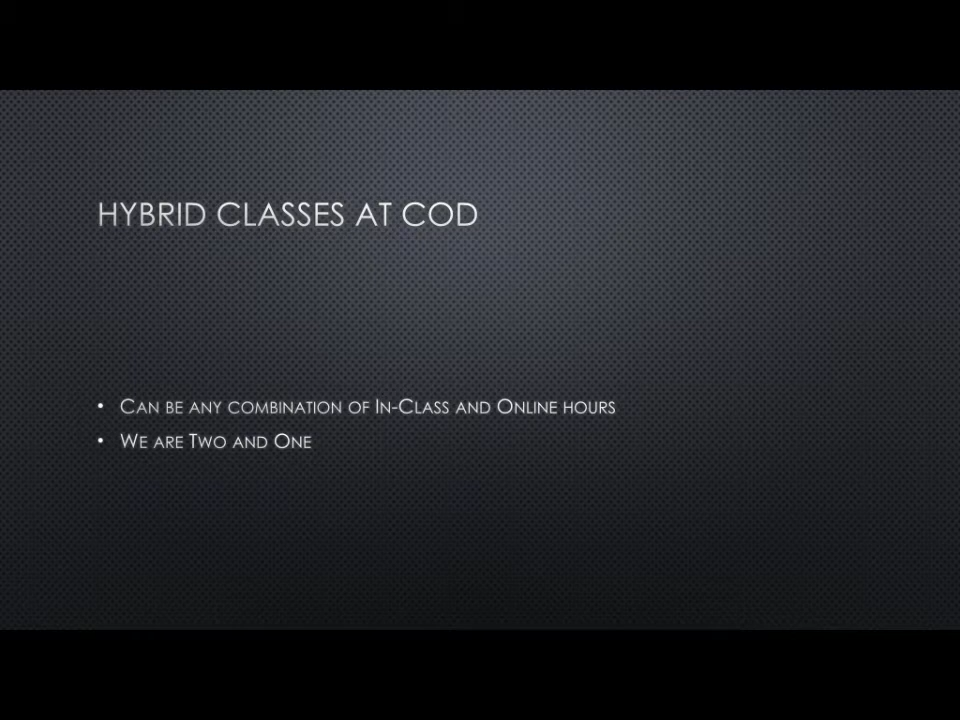 HYBRID CLASSES AT COD
• CAN BE ANY COMBINATION OF IN-CLASS AND ONLINE HOURS
• WE ARE TWO AND ONE